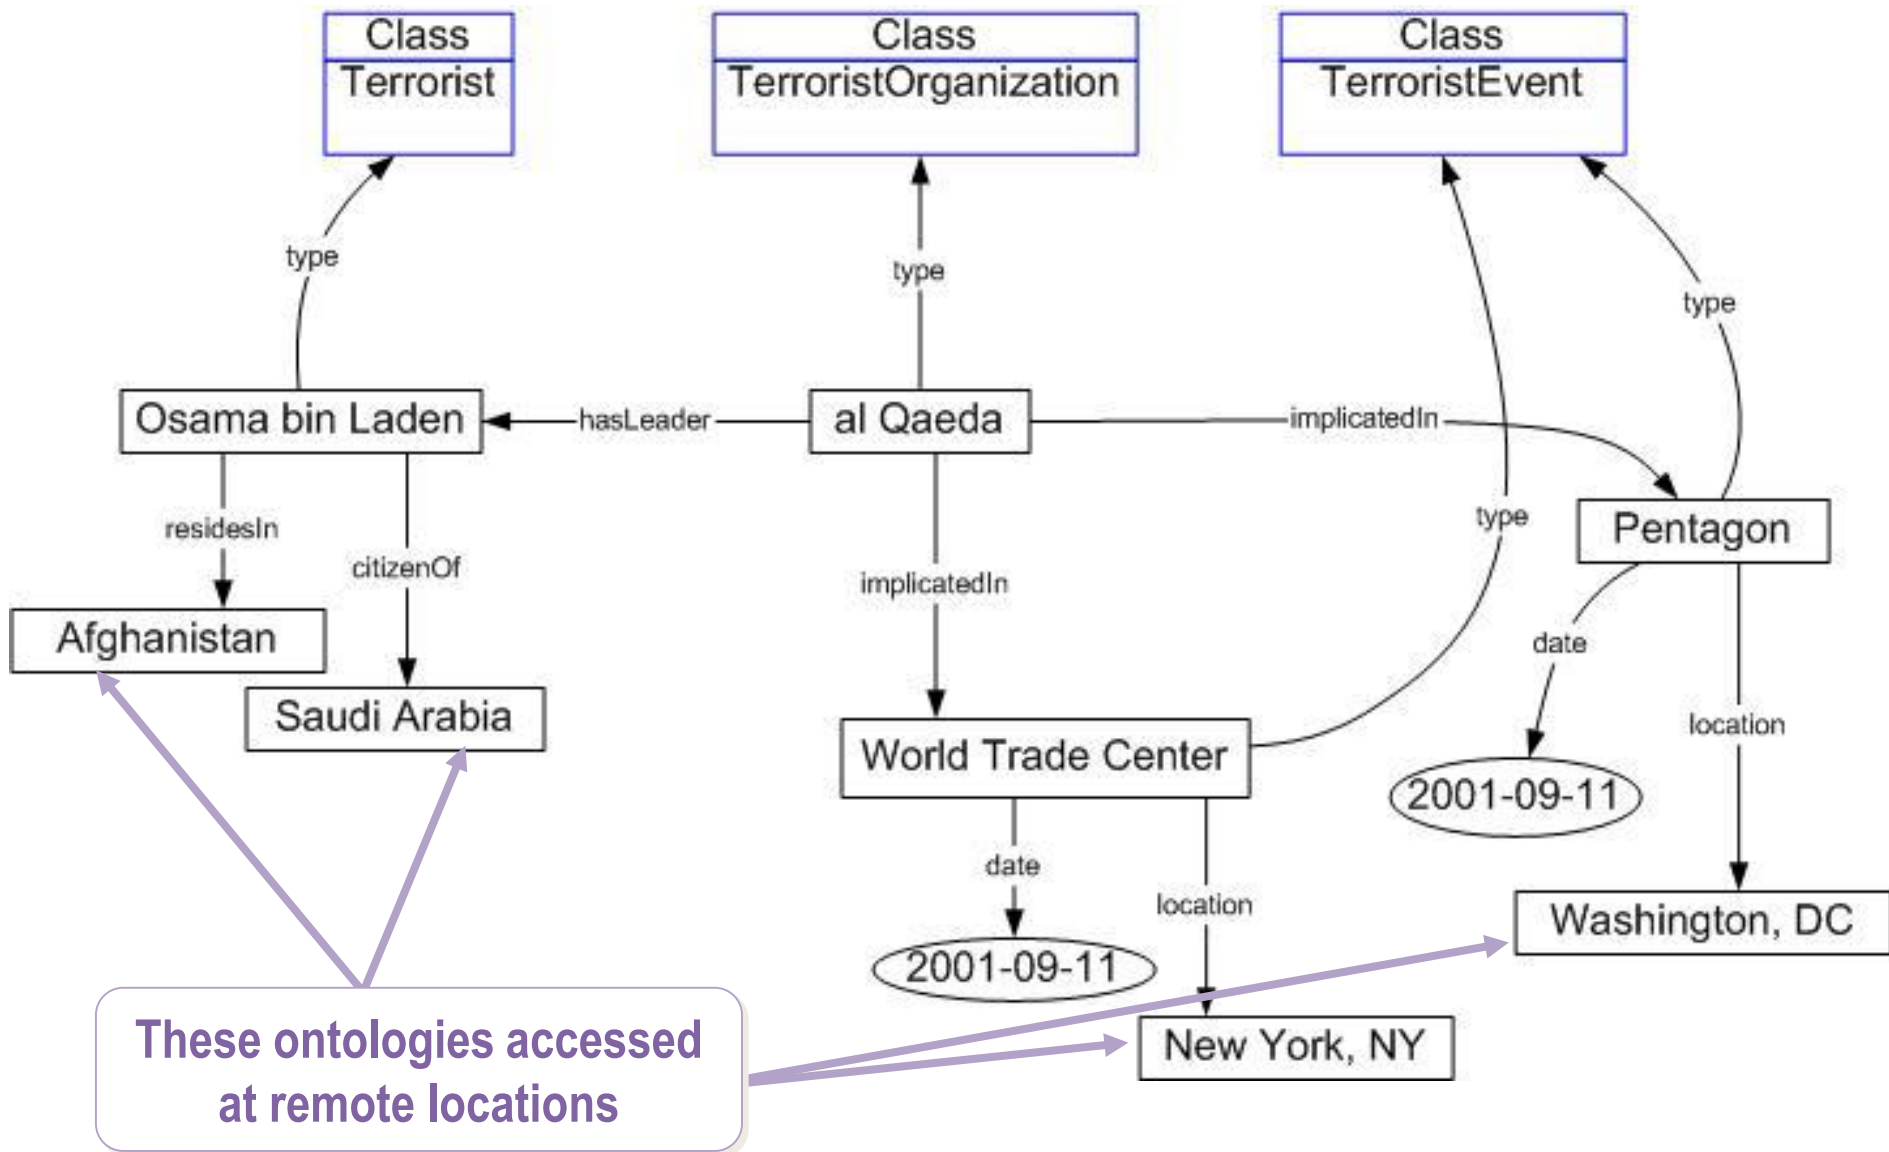 Class
Terrorist
Class
TerroristOrganization
Class
TerroristEvent
type
type
type
Osama bin Laden
hasLeader
al Qaeda
implicatedIn
residesIn
citizenOf
implicatedIn
type
Pentagon
Afghanistan
Saudi Arabia
date
location
World Trade Center
2001-09-11
date
location
Washington, DC
2001-09-11
New York, NY
These ontologies accessed
at remote locations